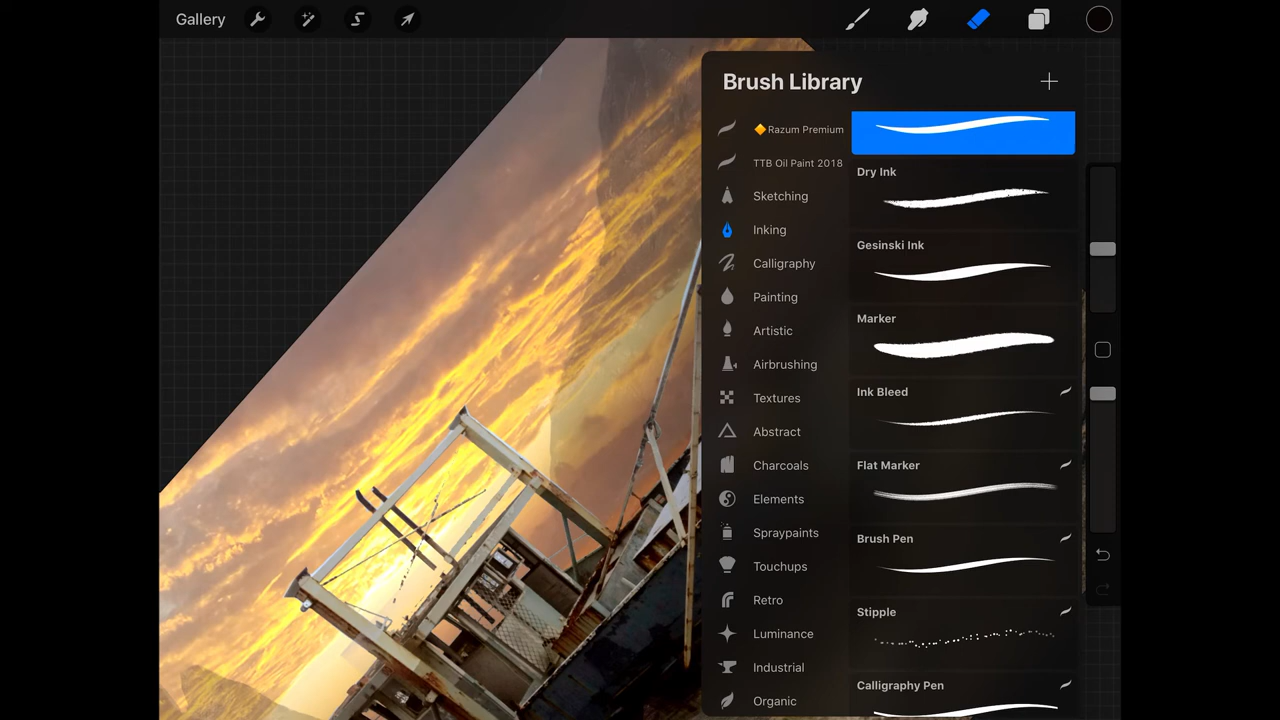 Gallery
Brush Library
🔶Razum Premium
TTB Oil Paint 2018
Sketching
Inking
Calligraphy
Painting
Artistic
Airbrushing
Textures
Abstract
Charcoals
Elements
Spraypaints
Touchups
Retro
Luminance
Industrial
Organic
Dry Ink
Gesinski Ink
Marker
Ink Bleed
Flat Marker
Brush Pen
Stipple
Calligraphy Pen